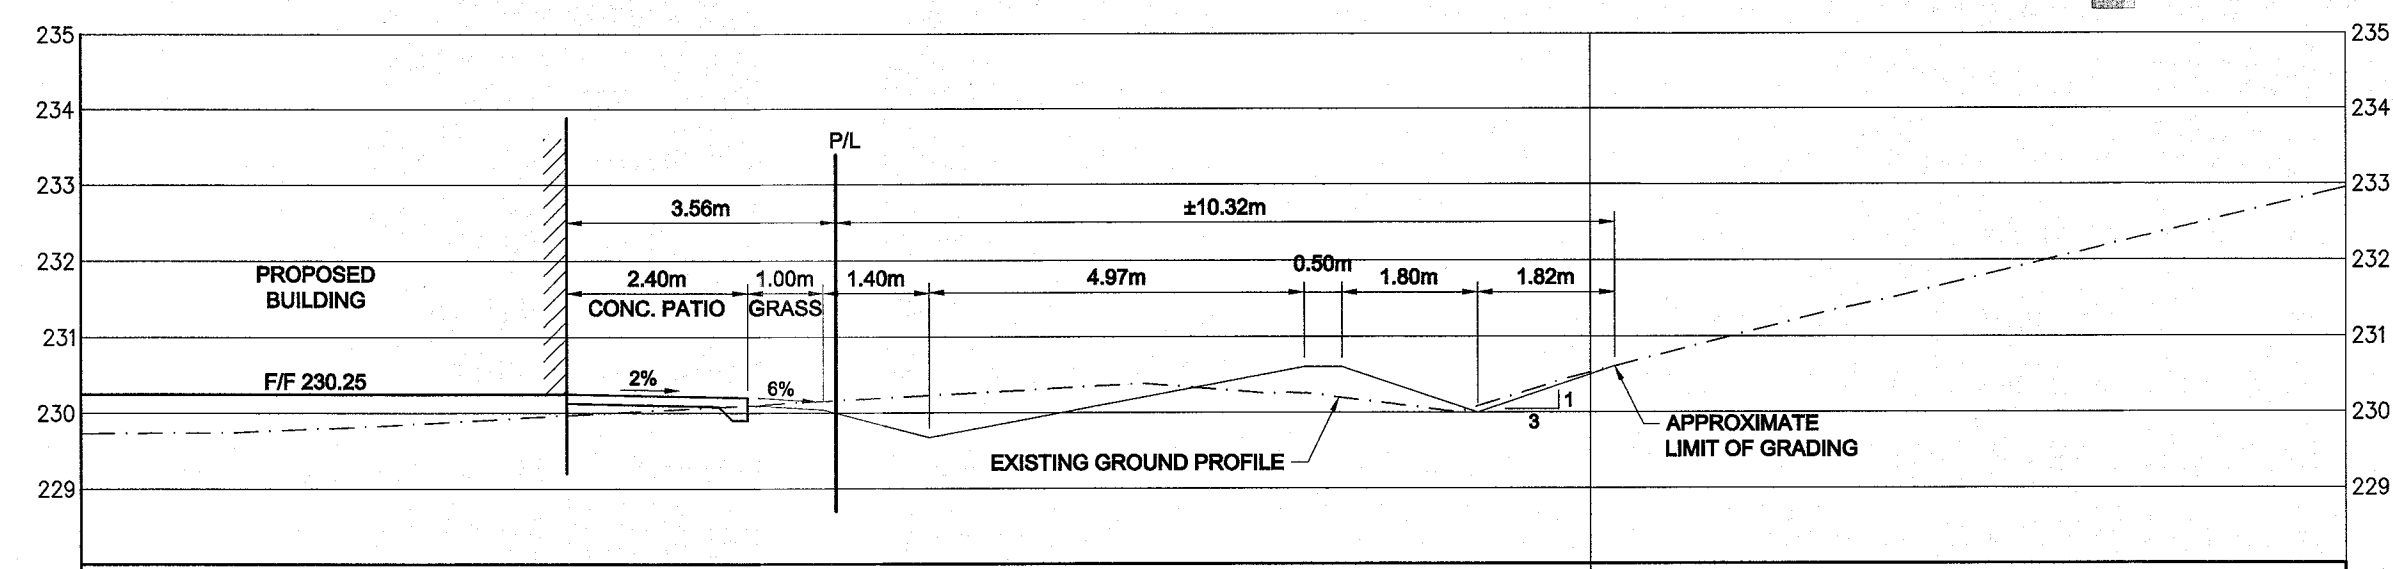 235
235
234
234
P/L
233
233
3.56m
±10.32m
232
232
PROPOSED
BUILDING
2.40m
1.00m
1.40m
4.97m
0.50m
1.80m
1.82m
CONC. PATIO
GRASS
231
231
F/F 230.25
2%
6%
230
230
1
3
APPROXIMATE
LIMIT OF GRADING
EXISTING GROUND PROFILE
229
229